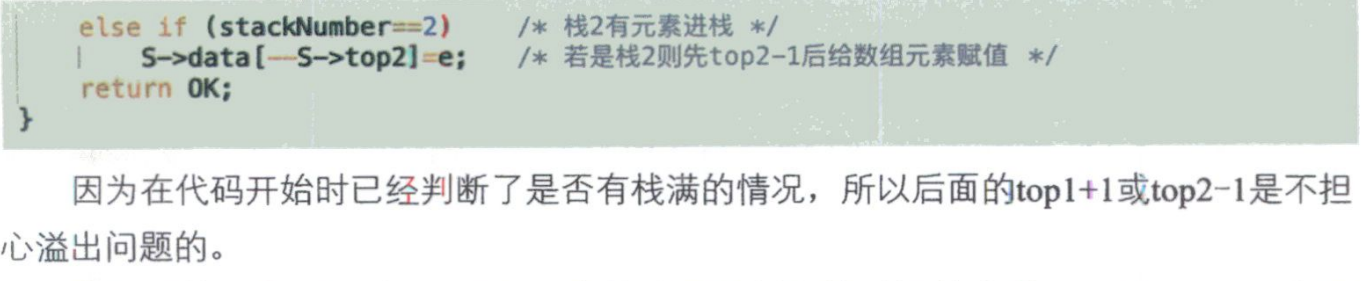 else if (stackNumber==2) /* 栈2有元素进栈 */
S->data[--S->top2]=e; /* 若是栈2则先top2-1后给数组元素赋值 */
return OK;
}
因为在代码开始时已经判断了是否有栈满的情况，所以后面的top1+1或top2-1是不担
心溢出问题的。